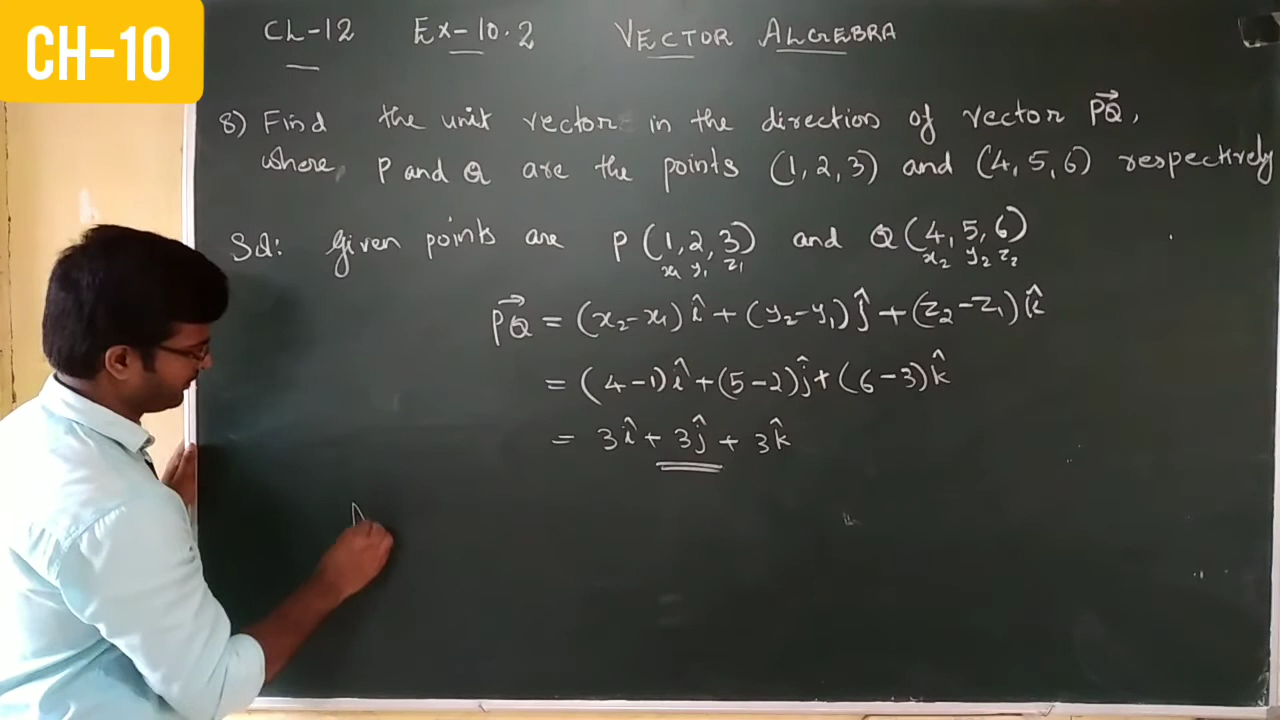 CH-10
CL-12 Ex-10.2 VECTOR ALGEBRA
8) Find the unit vector in the direction of vector \(\overrightarrow{PQ}\),
where, P and Q are the points (1, 2, 3) and (4, 5, 6) respectively
Sol: Given points are P(1, 2, 3) and Q(4, 5, 6)
x₁ y₁ z₁ x₂ y₂ z₂
\(\overrightarrow{PQ}\) = (x₂-x₁)î + (y₂-y₁)ĵ + (z₂-z₁)k̂
= (4-1)î + (5-2)ĵ + (6-3)k̂
= 3î + 3ĵ + 3k̂